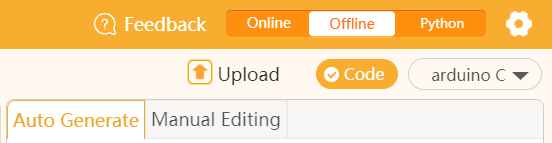 Feedback Online Offline Python
Upload Code arduino C
Auto Generate Manual Editing